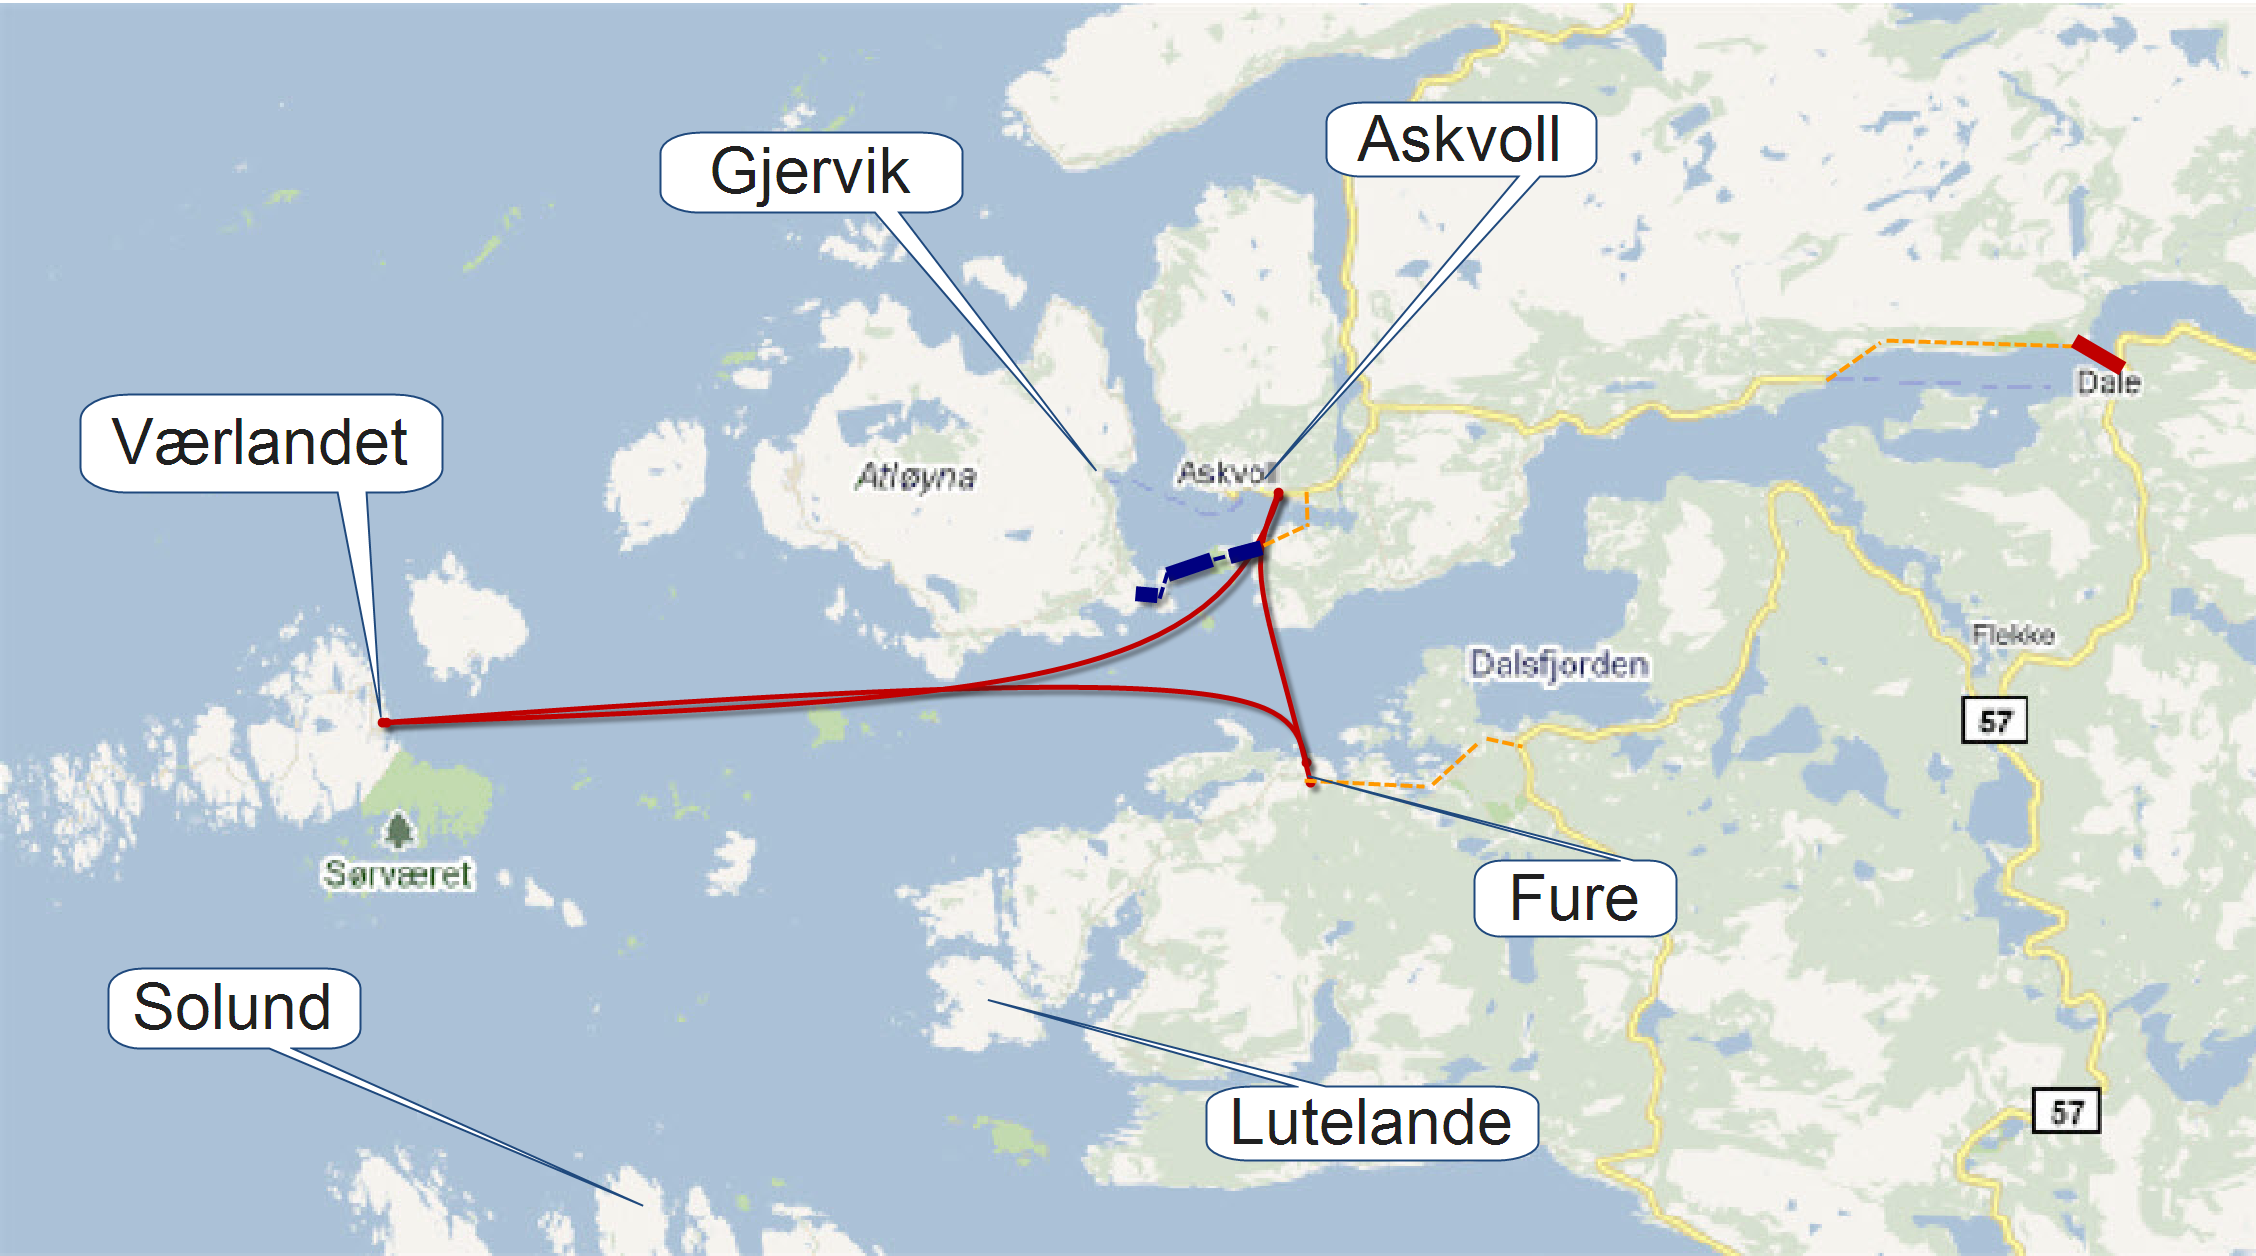 Askvoll
Gjervik
Dale
Værlandet
Atløyna
Askvoll
Flekke
Dalsfjorden
57
Sørværet
Fure
Solund
Lutelande
57